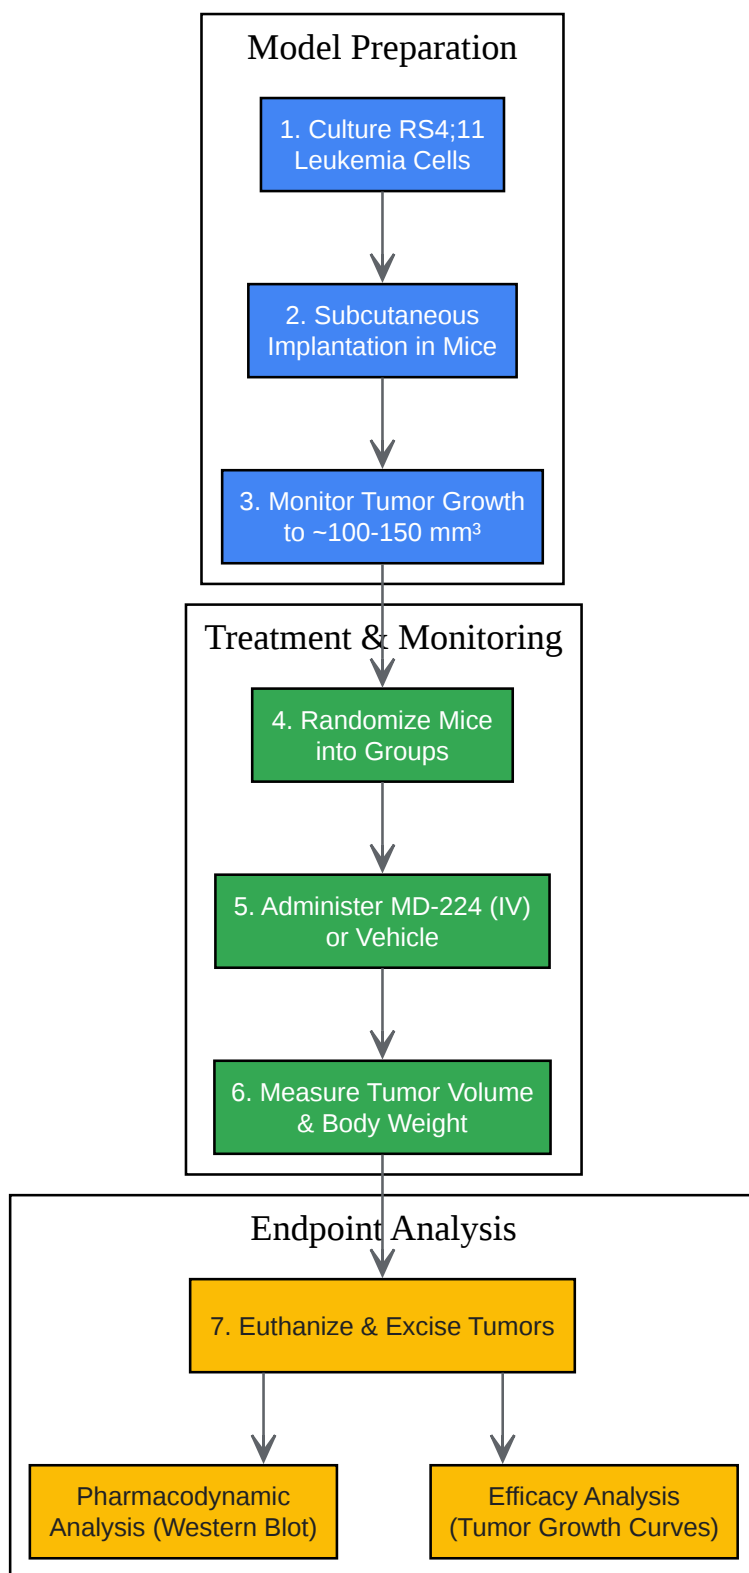 Model Preparation
1. Culture RS4;11
Leukemia Cells
2. Subcutaneous
Implantation in Mice
3. Monitor Tumor Growth
to ~100-150 mm³
Treatment & Monitoring
4. Randomize Mice
into Groups
5. Administer MD-224 (IV)
or Vehicle
6. Measure Tumor Volume
& Body Weight
Endpoint Analysis
7. Euthanize & Excise Tumors
Pharmacodynamic
Analysis (Western Blot)
Efficacy Analysis
(Tumor Growth Curves)